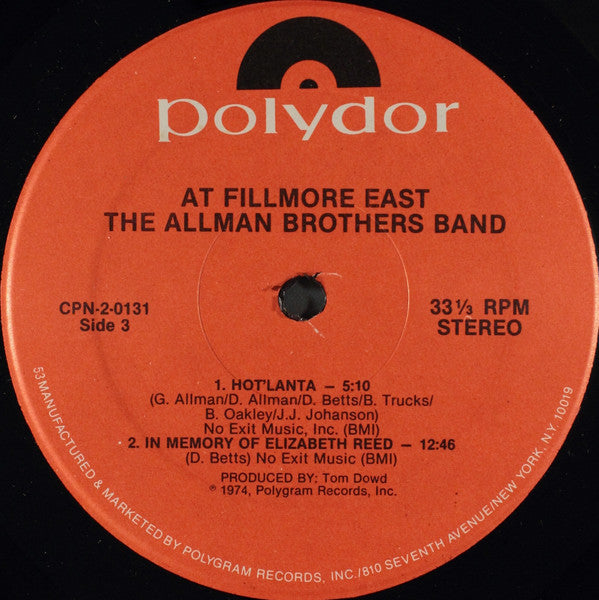 polydor
AT FILLMORE EAST
THE ALLMAN BROTHERS BAND
CPN-2-0131
Side 3
33 1/3 RPM
STEREO
1. HOT'LANTA — 5:10
(G. Allman/D. Allman/D. Betts/B. Trucks/
B. Oakley/J.J. Johanson)
No Exit Music, Inc. (BMI)
2. IN MEMORY OF ELIZABETH REED — 12:46
(D. Betts) No Exit Music (BMI)
PRODUCED BY: Tom Dowd
℗ 1974, Polygram Records, Inc.
53 MANUFACTURED & MARKETED BY POLYGRAM RECORDS, INC./810 SEVENTH AVENUE/NEW YORK, N.Y. 10019